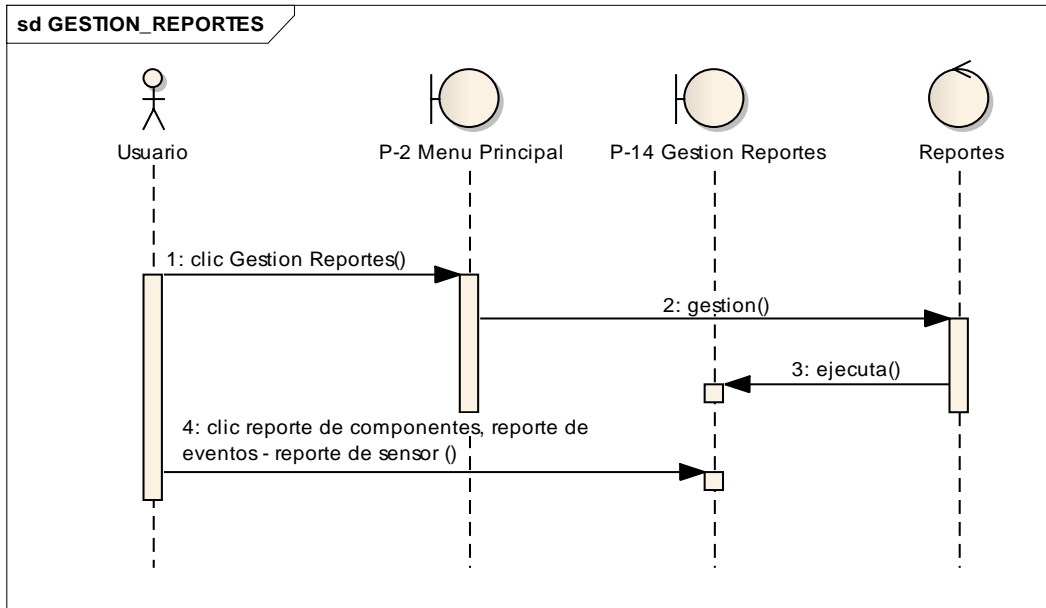 sd GESTION_REPORTES
Usuario
P-2 Menu Principal
P-14 Gestion Reportes
Reportes
1: clic Gestion Reportes()
2: gestion()
3: ejecuta()
4: clic reporte de componentes, reporte de
eventos - reporte de sensor ()